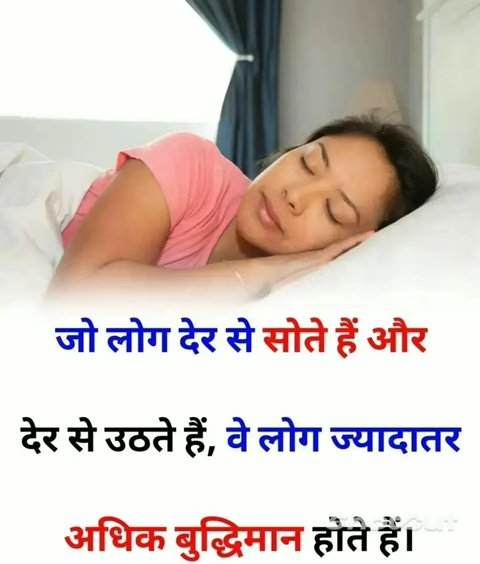 जो लोग देर से सोते हैं और
देर से उठते हैं, वे लोग ज्यादातर
अधिक बुद्धिमान होते हैं।